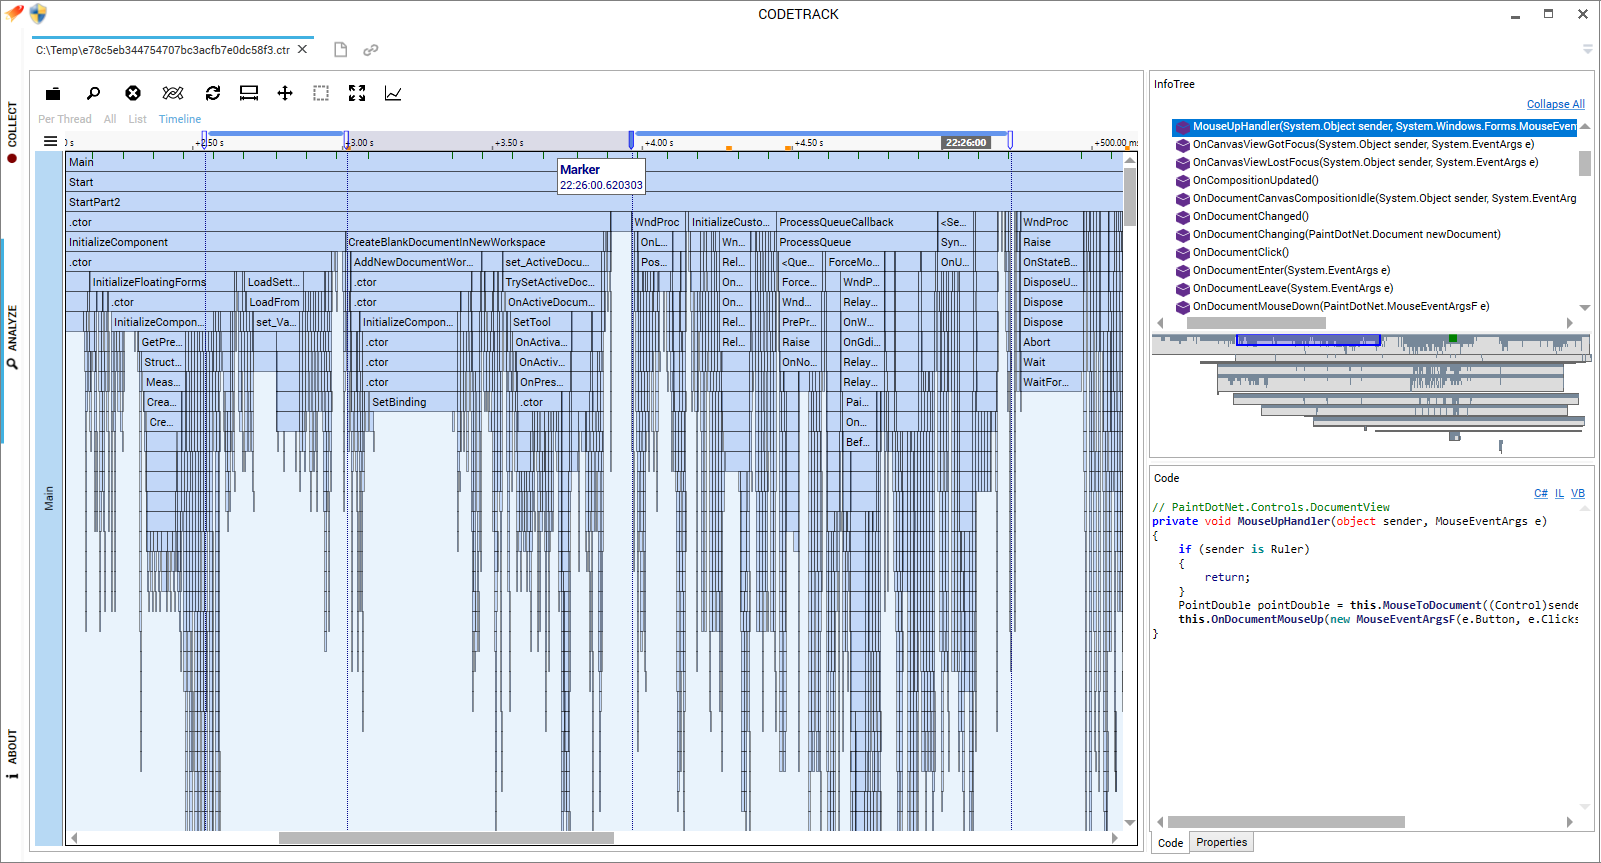 CODETRACK
C:\Temp\e78c5eb344754707bc3acfb7e0dc58f3.ctr
COLLECT
ANALYZE
ABOUT
Per Thread All List Timeline
0 s +2.50 s +3.00 s +3.50 s +4.00 s +4.50 s 22:26:00 +500.00 m
Marker
22:26:00.620303
Main
Main
Start
StartPart2
.ctor WndProc InitializeCusto... ProcessQueueCallback <Se... WndProc
InitializeComponent CreateBlankDocumentInNewWorkspace OnL... Wn... ProcessQueue Syn... Raise
.ctor AddNewDocumentWor... set_ActiveDocu... Pos... Rel... <Que... ForceMo... OnU... OnStateB...
InitializeFloatingForms LoadSett... .ctor TrySetActiveDoc... On... Force... WndP... DisposeU...
.ctor LoadFrom .ctor OnActiveDocum... On... Wnd... Relay... Dispose
InitializeCompon... set_Va... InitializeCompon... SetTool Rel... PrePr... OnW... Dispose
GetPre... .ctor OnActiva... Rel... Raise OnGdi... Abort
Struct... .ctor OnActiv... OnNo... Relay... Wait
Meas... .ctor OnPres... Relay... WaitFor...
Crea... SetBinding .ctor Pai...
Cre... On...
Bef...
InfoTree
Collapse All
MouseUpHandler(System.Object sender, System.Windows.Forms.MouseEven
OnCanvasViewGotFocus(System.Object sender, System.EventArgs e)
OnCanvasViewLostFocus(System.Object sender, System.EventArgs e)
OnCompositionUpdated()
OnDocumentCanvasCompositionIdle(System.Object sender, System.EventArg
OnDocumentChanged()
OnDocumentChanging(PaintDotNet.Document newDocument)
OnDocumentClick()
OnDocumentEnter(System.EventArgs e)
OnDocumentLeave(System.EventArgs e)
OnDocumentMouseDown(PaintDotNet.MouseEventArgsF e)
Code
C# IL VB
// PaintDotNet.Controls.DocumentView
private void MouseUpHandler(object sender, MouseEventArgs e)
{
if (sender is Ruler)
{
return;
}
PointDouble pointDouble = this.MouseToDocument((Control)sende
this.OnDocumentMouseUp(new MouseEventArgsF(e.Button, e.Clicks
}
Code Properties